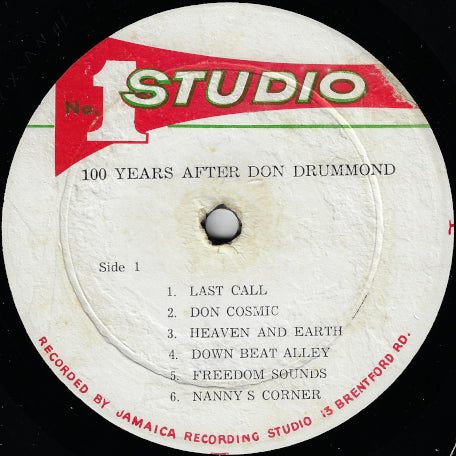 No. 1 STUDIO
100 YEARS AFTER DON DRUMMOND
Side 1
1. LAST CALL
2. DON COSMIC
3. HEAVEN AND EARTH
4. DOWN BEAT ALLEY
5. FREEDOM SOUNDS
6. NANNY'S CORNER
RECORDED BY JAMAICA RECORDING STUDIO 13 BRENTFORD RD.